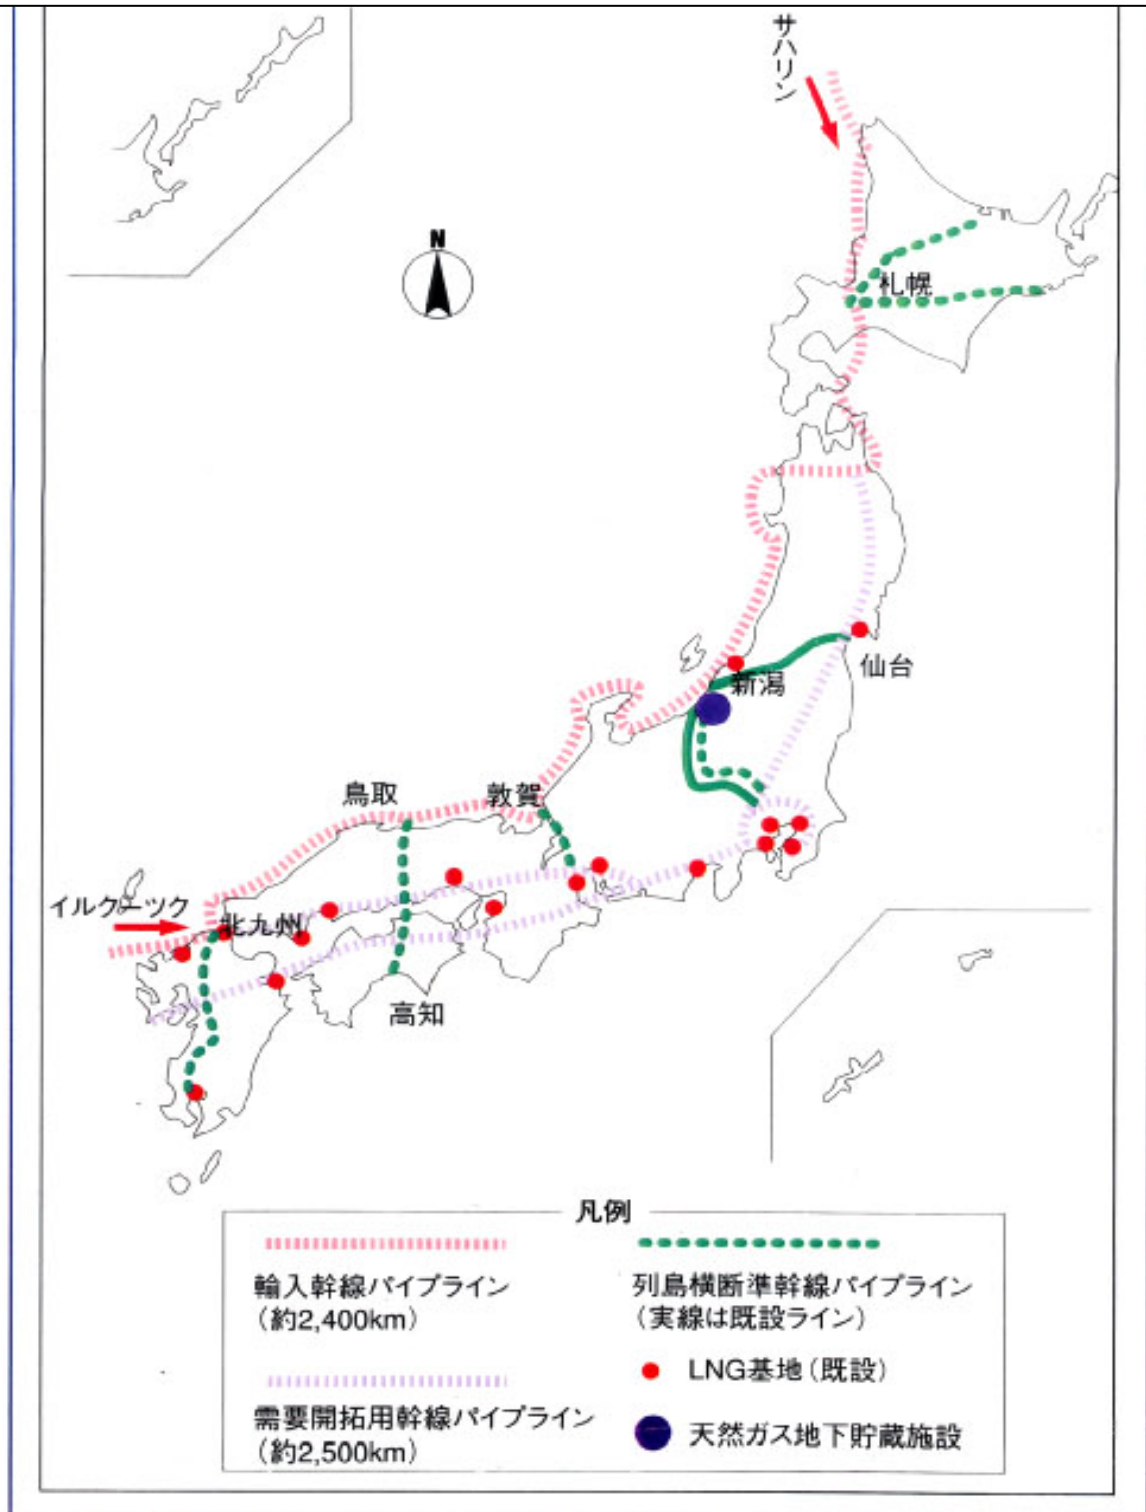 サハリン
N
札幌
仙台
新潟
鳥取
敦賀
イルクーツク
北九州
高知
凡例
輸入幹線パイプライン
（約2,400km）
需要開拓用幹線パイプライン
（約2,500km）
列島横断準幹線パイプライン
（実線は既設ライン）
LNG基地（既設）
天然ガス地下貯蔵施設